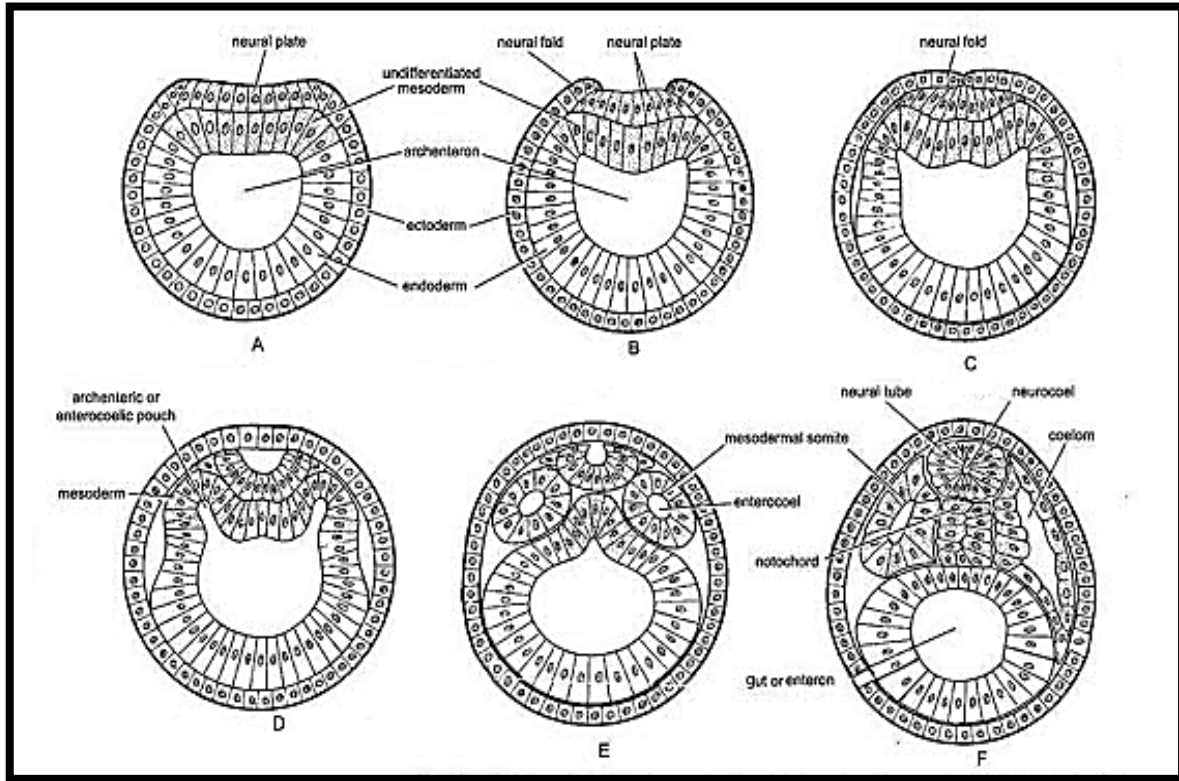 neural plate
neural fold
neural plate
neural fold
undifferentiated
mesoderm
archenteron
ectoderm
endoderm
A
B
C
archenteric or
enterocoelic pouch
mesoderm
mesodermal somite
enterocoel
neural tube
neurocoel
coelom
notochord
gut or enteron
D
E
F